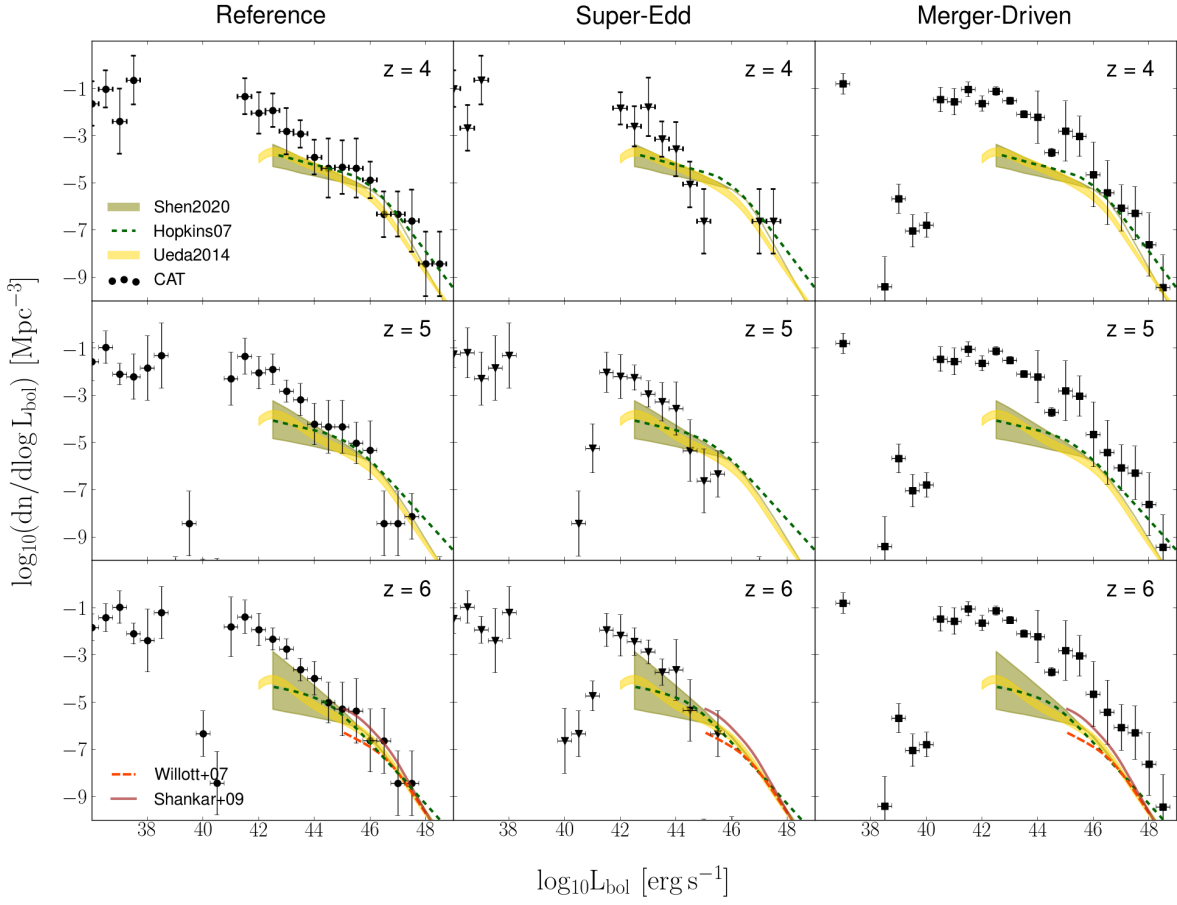 Reference Super-Edd Merger-Driven
z = 4 z = 4 z = 4
−1
−3
−5
−7
−9
Shen2020
Hopkins07
Ueda2014
CAT
z = 5 z = 5 z = 5
−1
−3
−5
−7
−9
z = 6 z = 6 z = 6
−1
−3
−5
−7
−9
Willott+07
Shankar+09
38 40 42 44 46 48 38 40 42 44 46 48 38 40 42 44 46 48
log₁₀(dn/dlog L_bol) [Mpc⁻³]
log₁₀L_bol [erg s⁻¹]